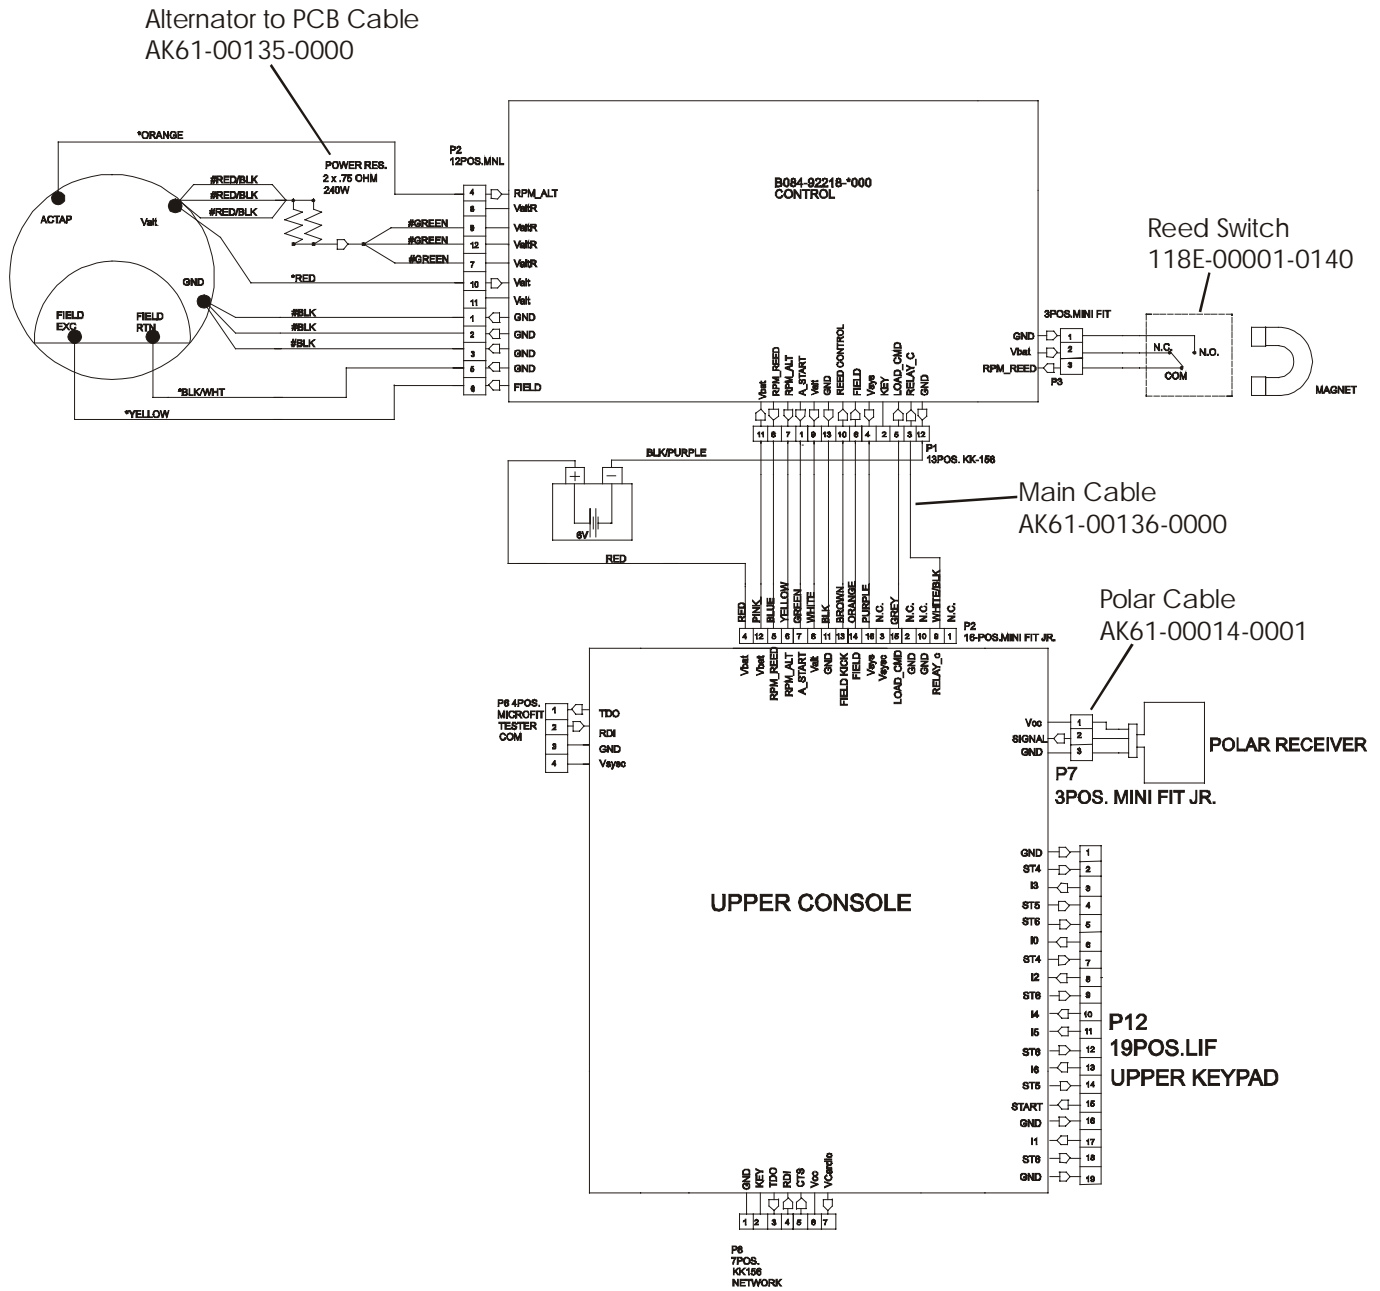 Alternator to PCB Cable
AK61-00135-0000
*ORANGE
POWER RES.
2 x .75 OHM
240W
#RED/BLK
#RED/BLK
#RED/BLK
ACTAP
Valt
GND
FIELD
EXC
FIELD
RTN
#GREEN
#GREEN
#GREEN
*RED
#BLK
#BLK
#BLK
*BLK/WHT
*YELLOW
P2
12POS.MNL
4 RPM_ALT
ValtR
9 ValtR
12 ValtR
7 ValtR
10 Valt
11 Valt
1 GND
2 GND
3 GND
5 GND
FIELD
B084-92218-*000
CONTROL
Reed Switch
118E-00001-0140
3POS.MINI FIT
GND 1
Vbat 2
RPM_REED 3
P3
N.C.
N.O.
COM
MAGNET
Vbat RPM_REED RPM_ALT A_START Valt GND REED CONTROL FIELD Vsys KEY LOAD_CMD RELAY_C GND
11 8 7 1 9 13 10 6 4 2 5 3 12
P1
13POS. KK-156
BLK/PURPLE
+ −
6V
RED
Main Cable
AK61-00136-0000
RED PINK BLUE YELLOW GREEN WHITE BLK BROWN ORANGE PURPLE N.C. GREY N.C. N.C. WHITE/BLK N.C.
4 12 5 6 7 8 11 13 14 16 3 15 2 10 9 1
P2
16-POS.MINI FIT JR.
Vbat Vbat RPM_REED RPM_ALT A_START Valt GND FIELD KICK FIELD Vsys Vsysc LOAD_CMD GND GND RELAY_c
Polar Cable
AK61-00014-0001
P6 4POS.
MICROFIT
TESTER
COM
1 TDO
2 RDI
3 GND
4 Vsysc
Vcc 1
SIGNAL 2
GND 3
POLAR RECEIVER
P7
3POS. MINI FIT JR.
UPPER CONSOLE
GND 1
ST4 2
I3 3
ST5 4
ST6 5
I0 6
ST4 7
I2 8
ST6 9
I4 10
I5 11
ST6 12
I6 13
ST5 14
START 15
GND 16
I1 17
ST6 18
GND 19
P12
19POS.LIF
UPPER KEYPAD
GND KEY TDO RDI CTS Vcc VCardio
1 2 3 4 5 6 7
P6
7POS.
KK156
NETWORK